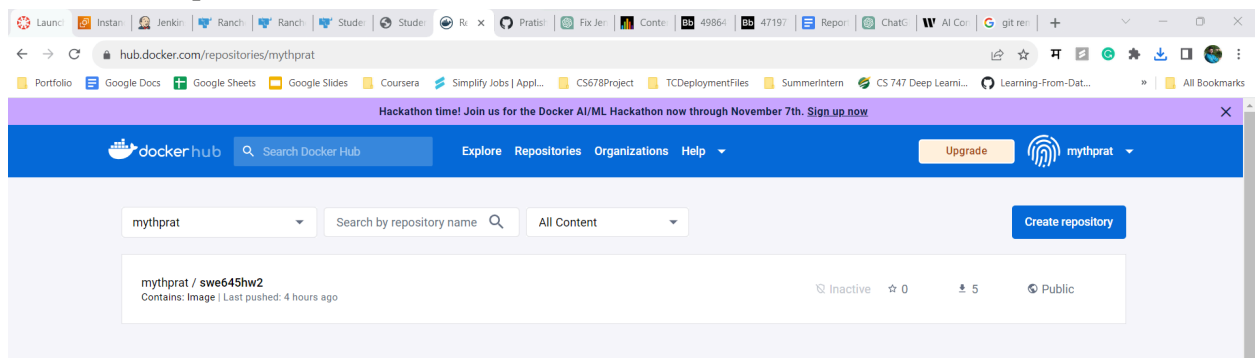 Launch Instan Jenkin Ranch Ranch Studer Studer Re Pratish Fix Jen Conte 49864 47197 Report ChatG AI Cor git ren
hub.docker.com/repositories/mythprat म
Portfolio Google Docs Google Sheets Google Slides Coursera Simplify Jobs | Appl... CS678Project TCDeploymentFiles SummerIntern CS 747 Deep Learni... Learning-From-Dat... » All Bookmarks
Hackathon time! Join us for the Docker AI/ML Hackathon now through November 7th. Sign up now
dockerhub Search Docker Hub Explore Repositories Organizations Help Upgrade mythprat
mythprat Search by repository name All Content Create repository
mythprat / swe645hw2
Contains: Image | Last pushed: 4 hours ago
Inactive 0 5 Public